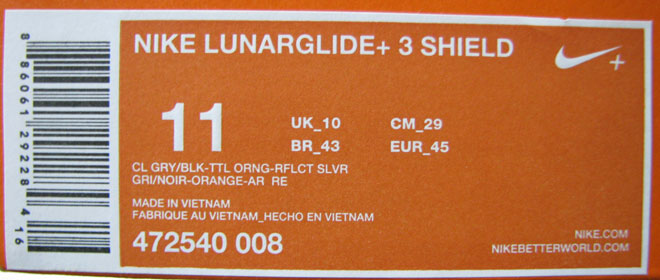 NIKE LUNARGLIDE+ 3 SHIELD
11
UK_10 CM_29
BR_43 EUR_45
CL GRY/BLK-TTL ORNG-RFLCT SLVR
GRI/NOIR-ORANGE-AR RE
MADE IN VIETNAM
FABRIQUE AU VIETNAM_HECHO EN VIETNAM
472540 008
NIKE.COM
NIKEBETTERWORLD.COM
8 86061 29228 4 16